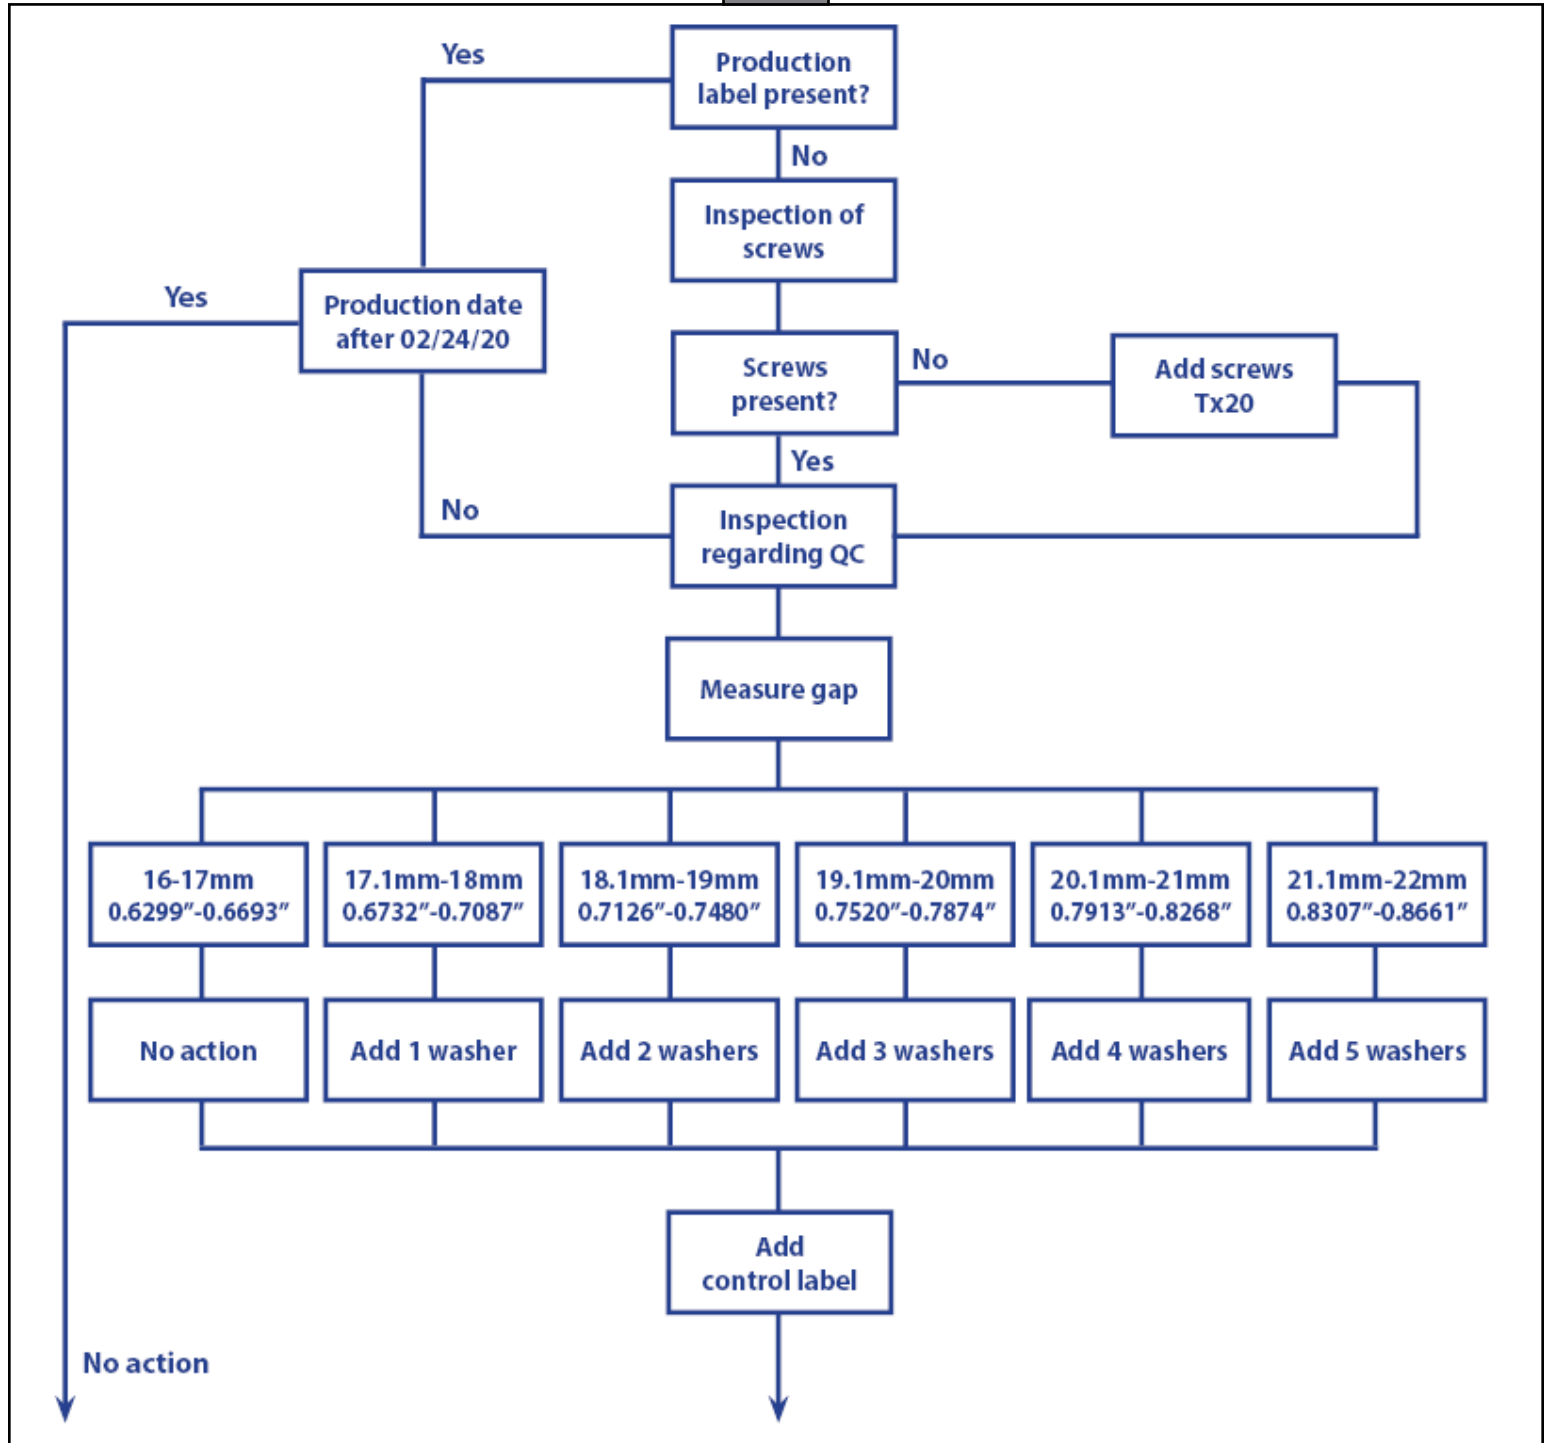 Production
label present?
Yes
No
Inspection of
screws
Yes
Production date
after 02/24/20
Screws
present?
No
Add screws
Tx20
Yes
No
Inspection
regarding QC
Measure gap
16-17mm
0.6299”-0.6693”
17.1mm-18mm
0.6732”-0.7087”
18.1mm-19mm
0.7126”-0.7480”
19.1mm-20mm
0.7520”-0.7874”
20.1mm-21mm
0.7913”-0.8268”
21.1mm-22mm
0.8307”-0.8661”
No action
Add 1 washer
Add 2 washers
Add 3 washers
Add 4 washers
Add 5 washers
Add
control label
No action